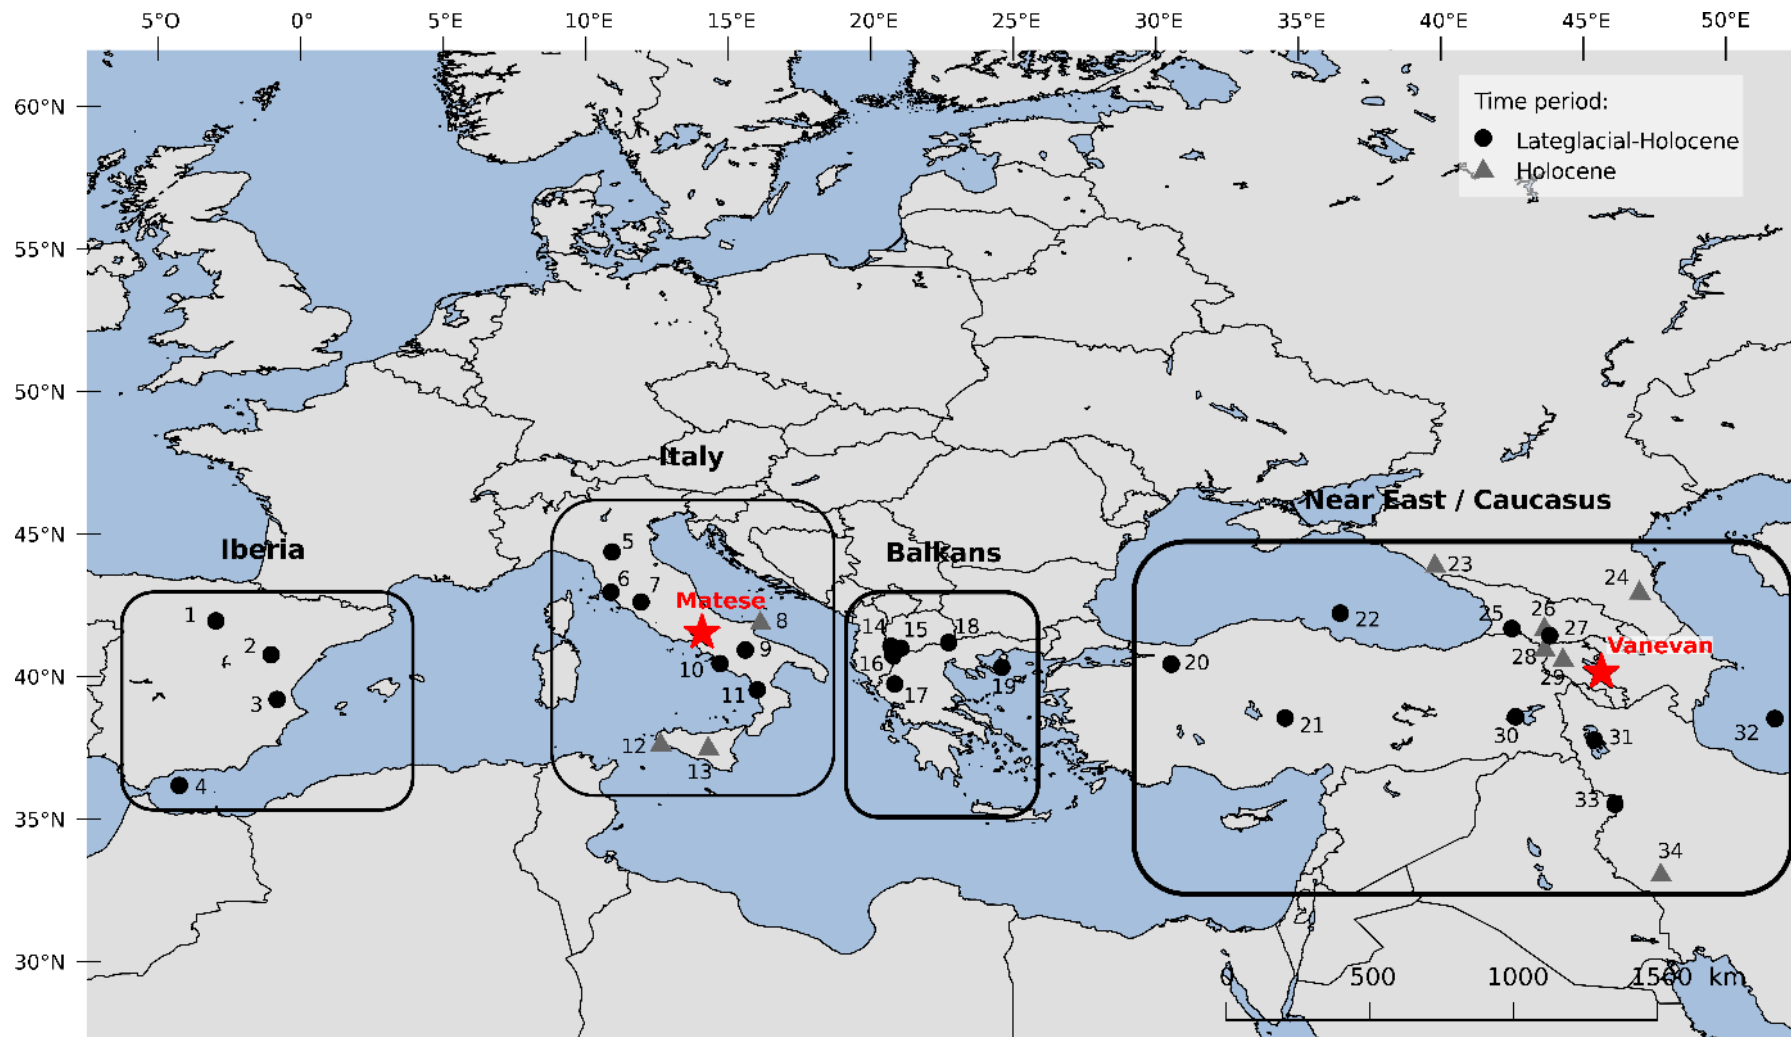 5°O 0° 5°E 10°E 15°E 20°E 25°E 30°E 35°E 40°E 45°E 50°E
60°N
Time period:
Lateglacial-Holocene
Holocene
55°N
50°N
Italy
Near East / Caucasus
45°N
Iberia
Balkans
5
23
6
7
24
Matese
1
8
14
15
18
22
25
26
27
2
9
16
28
Vanevan
10
20
29
40°N
3
11
17
19
21
12
13
30
31
32
4
33
35°N
34
30°N
0 500 1000 1500 km